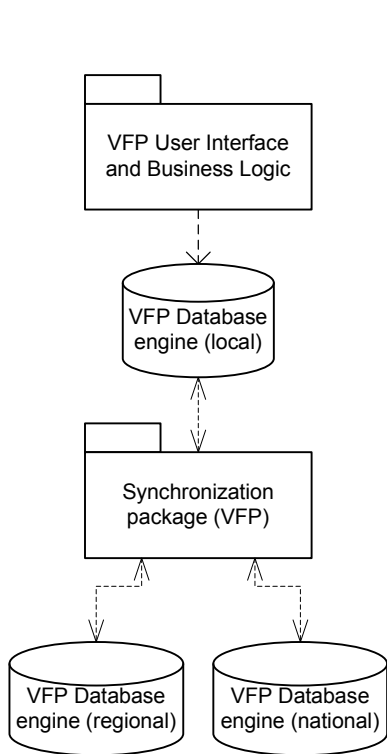 VFP User Interface
and Business Logic
VFP Database
engine (local)
Synchronization
package (VFP)
VFP Database
engine (regional)
VFP Database
engine (national)